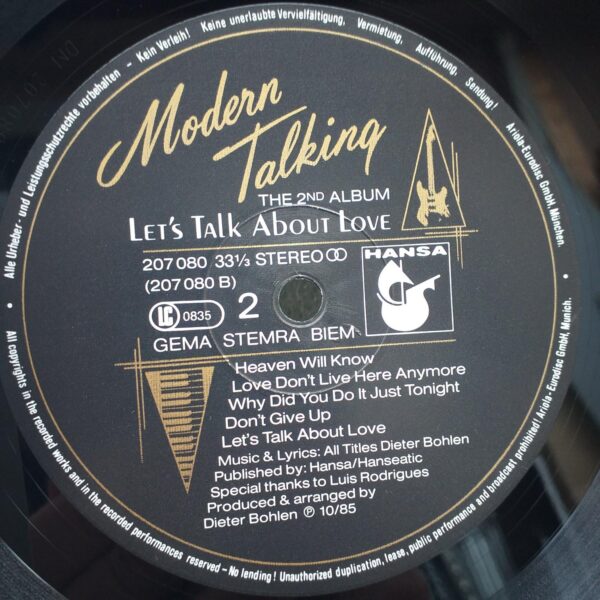 Alle Urheber- und Leistungsschutzrechte vorbehalten – Kein Verleih! Keine unerlaubte Vervielfältigung, Vermietung, Aufführung, Sendung! Ariola-Eurodisc GmbH, München.
Modern
Talking
THE 2ND ALBUM
LET'S TALK ABOUT LOVE
207 080 33⅓ STEREO
(207 080 B)
LC 0835
2
HANSA
GEMA STEMRA BIEM
Heaven Will Know
Love Don't Live Here Anymore
Why Did You Do It Just Tonight
Don't Give Up
Let's Talk About Love
Music & Lyrics: All Titles Dieter Bohlen
Published by: Hansa/Hanseatic
Special thanks to Luis Rodrigues
Produced & arranged by
Dieter Bohlen ℗ 10/85
All copyrights in the recorded works and in the recorded performances reserved – No lending! Unauthorized duplication, lease, public performance and broadcast prohibited! Ariola-Eurodisc GmbH, Munich.